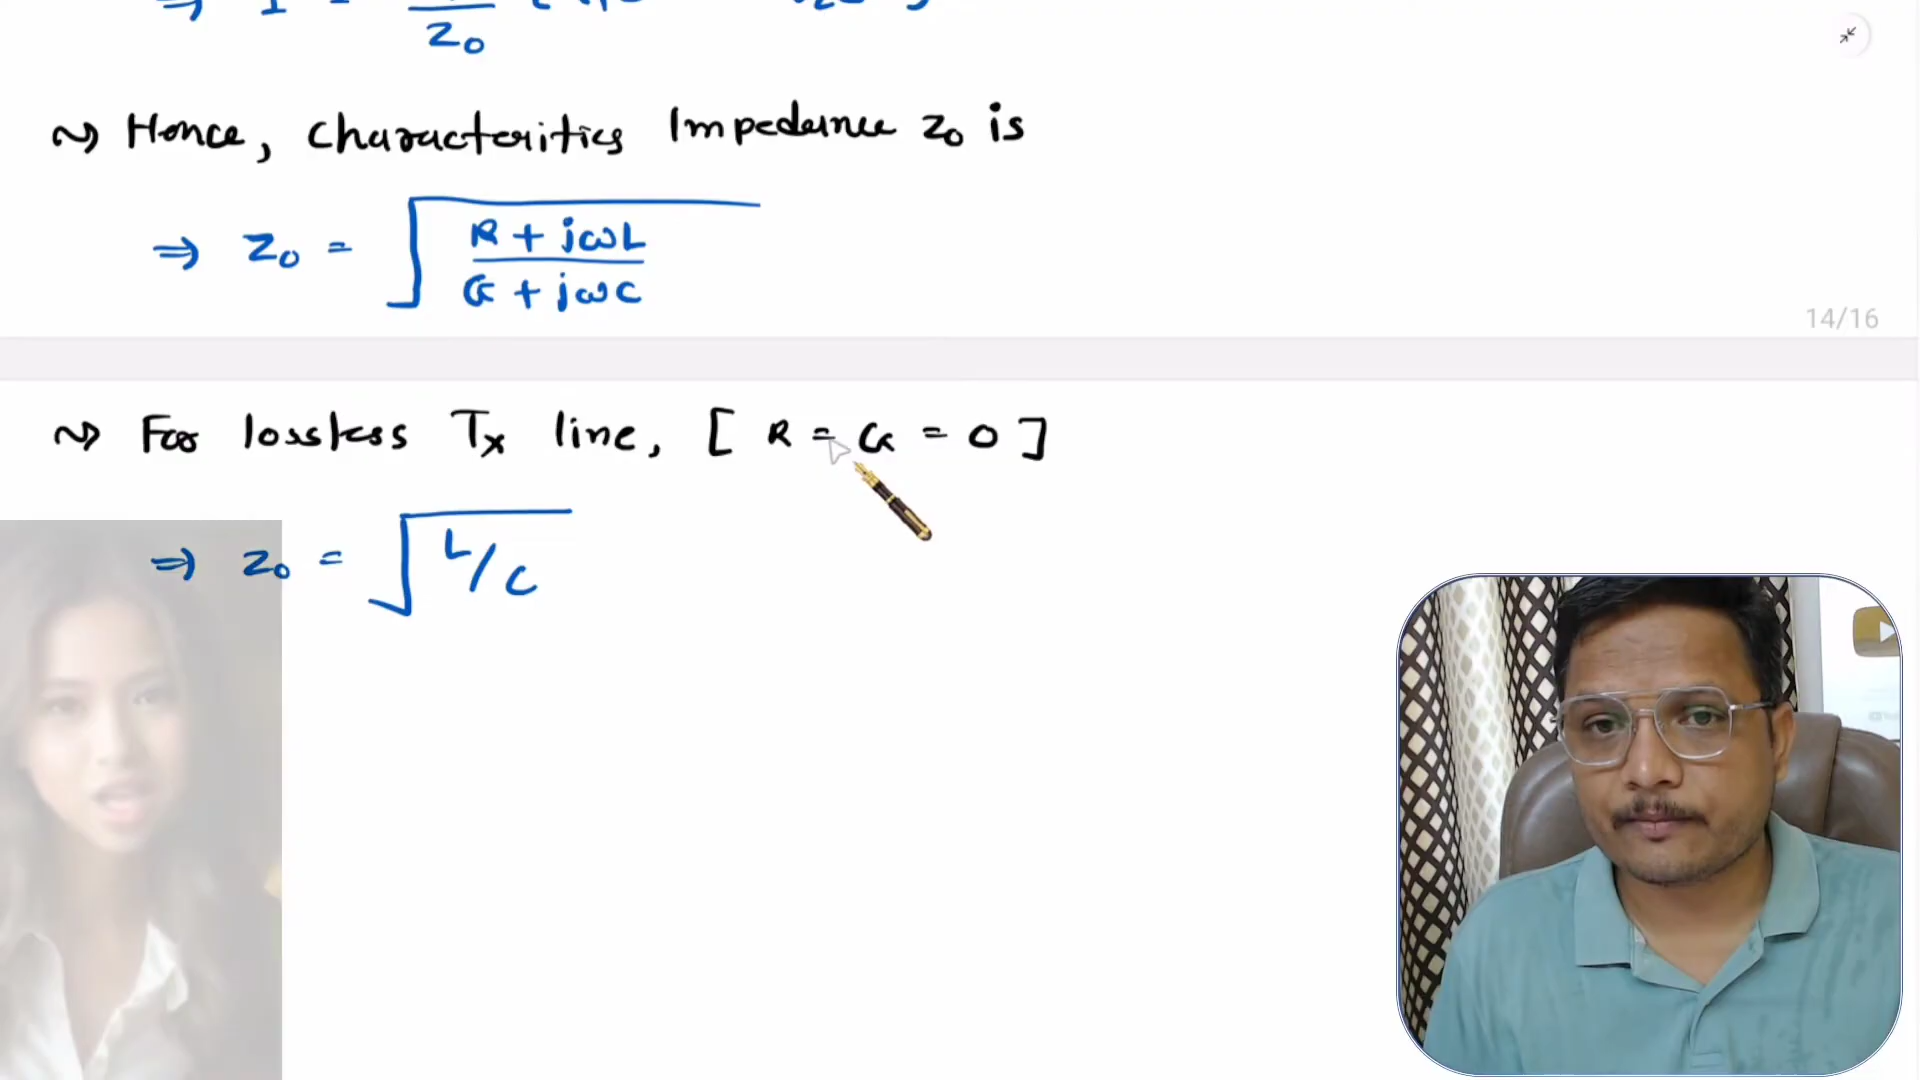 Z0
~> Hence, characteritics Impedance Z0 is
=> Z0 = √(R + jωL / G + jωC)
14/16
~> For lossless Tx line, [ R = G = 0 ]
=> Z0 = √L/C